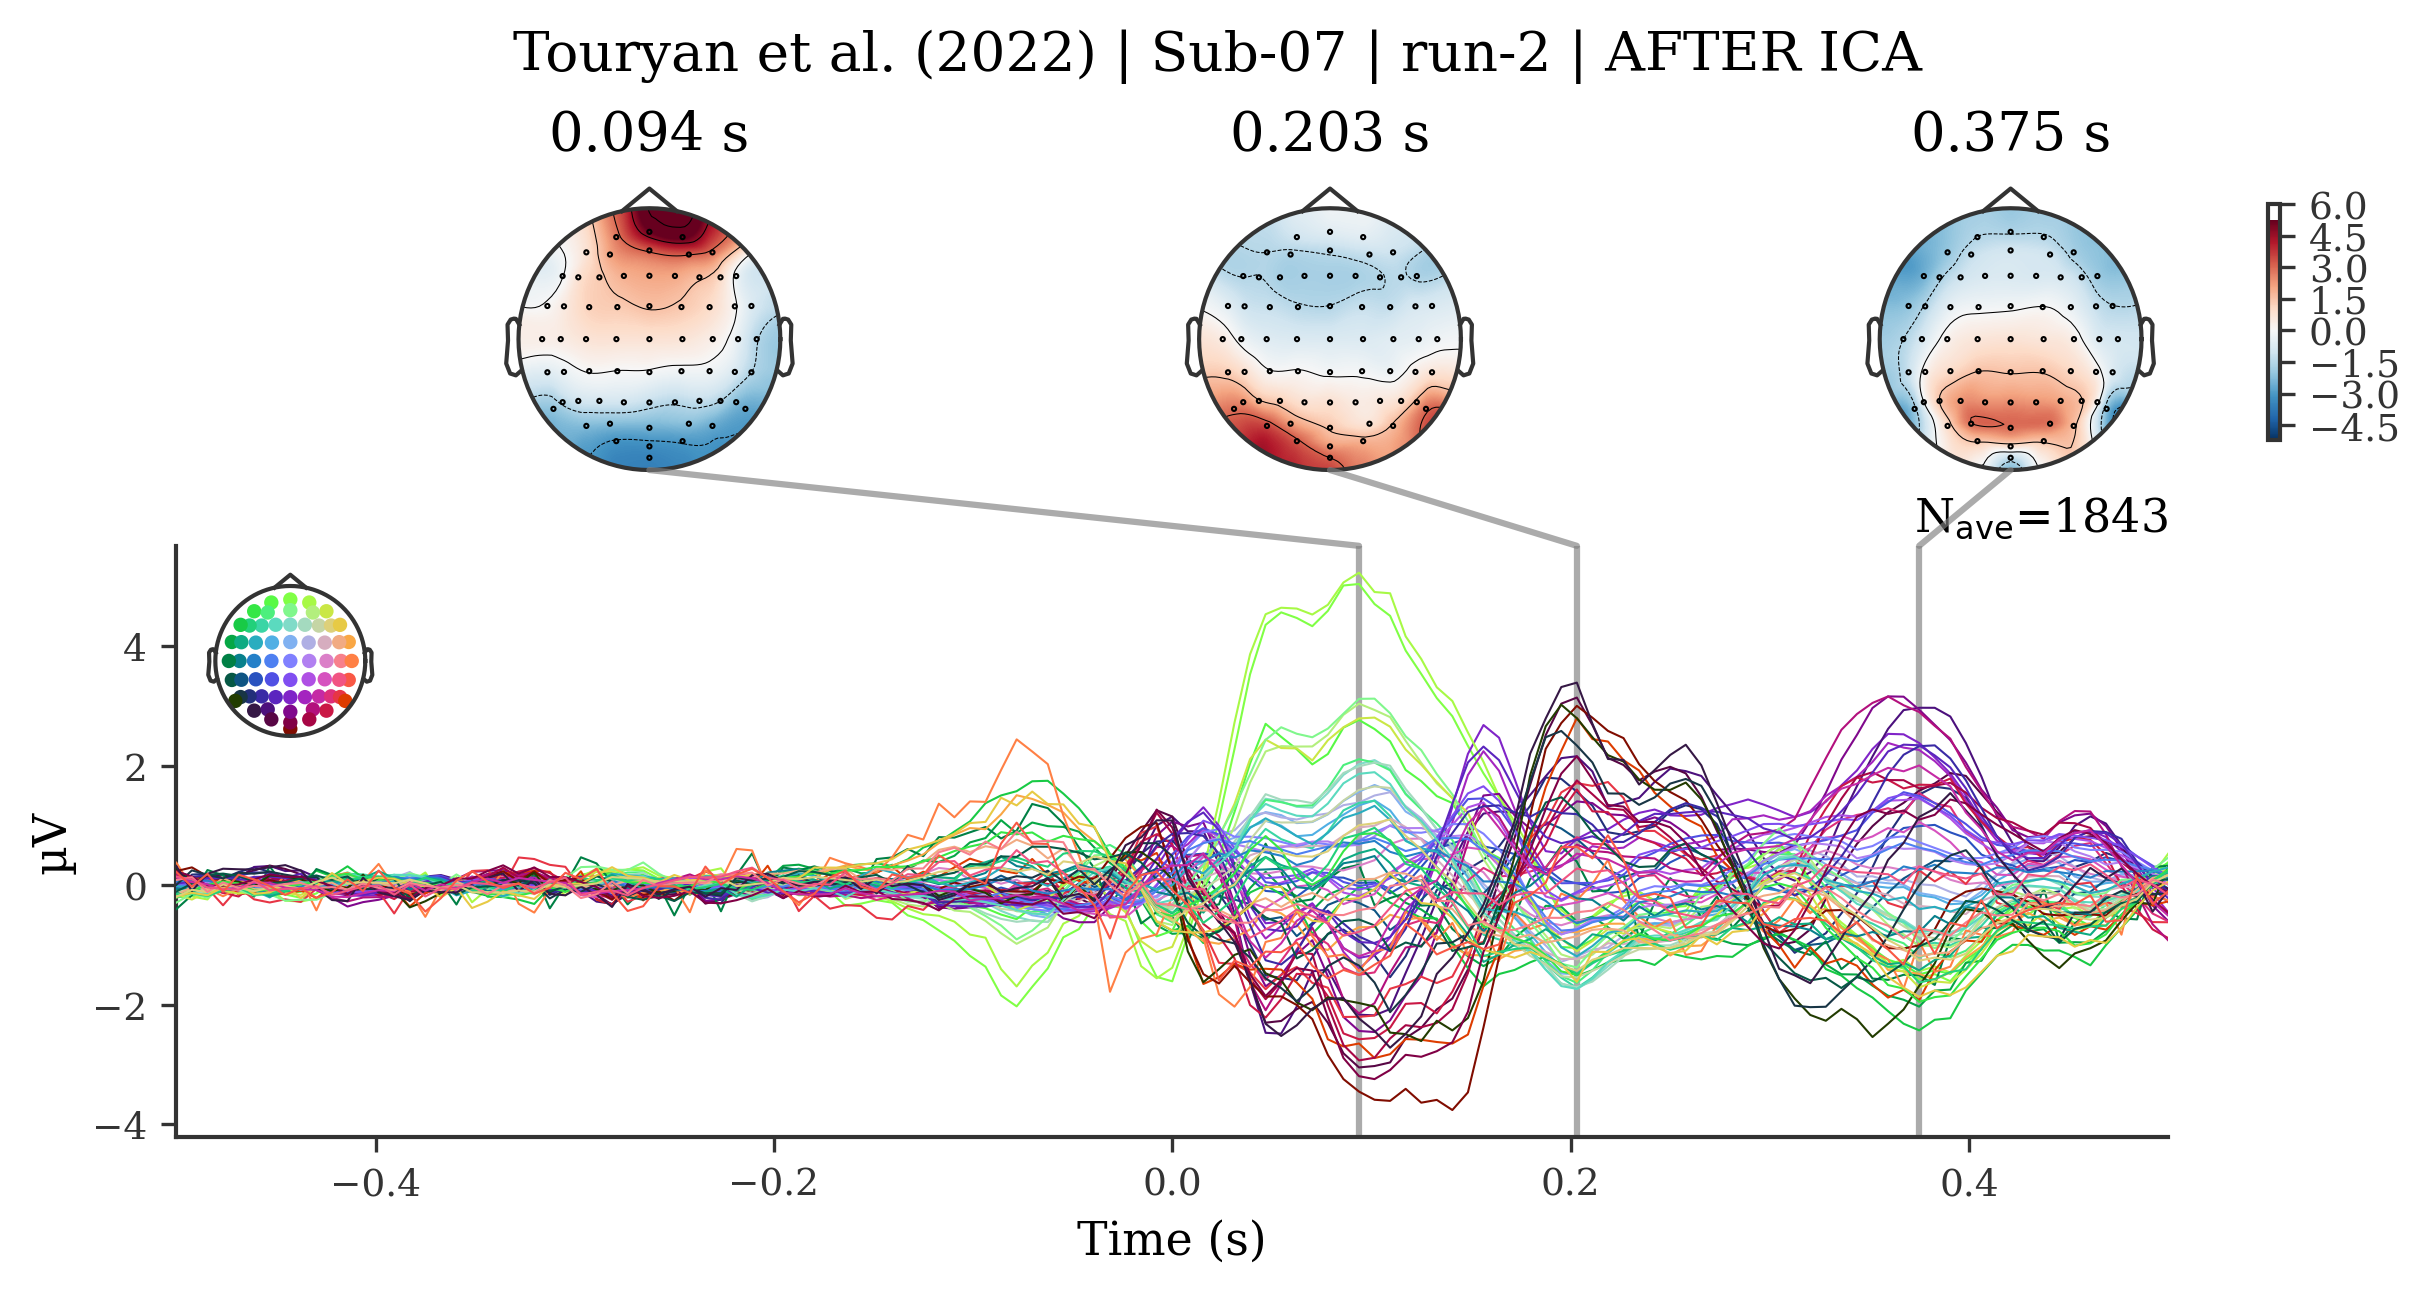 Touryan et al. (2022) | Sub-07 | run-2 | AFTER ICA
0.094 s
0.203 s
0.375 s
6.0
4.5
3.0
1.5
0.0
−1.5
−3.0
−4.5
Nave=1843
µV
4
2
0
−2
−4
−0.4
−0.2
0.0
0.2
0.4
Time (s)